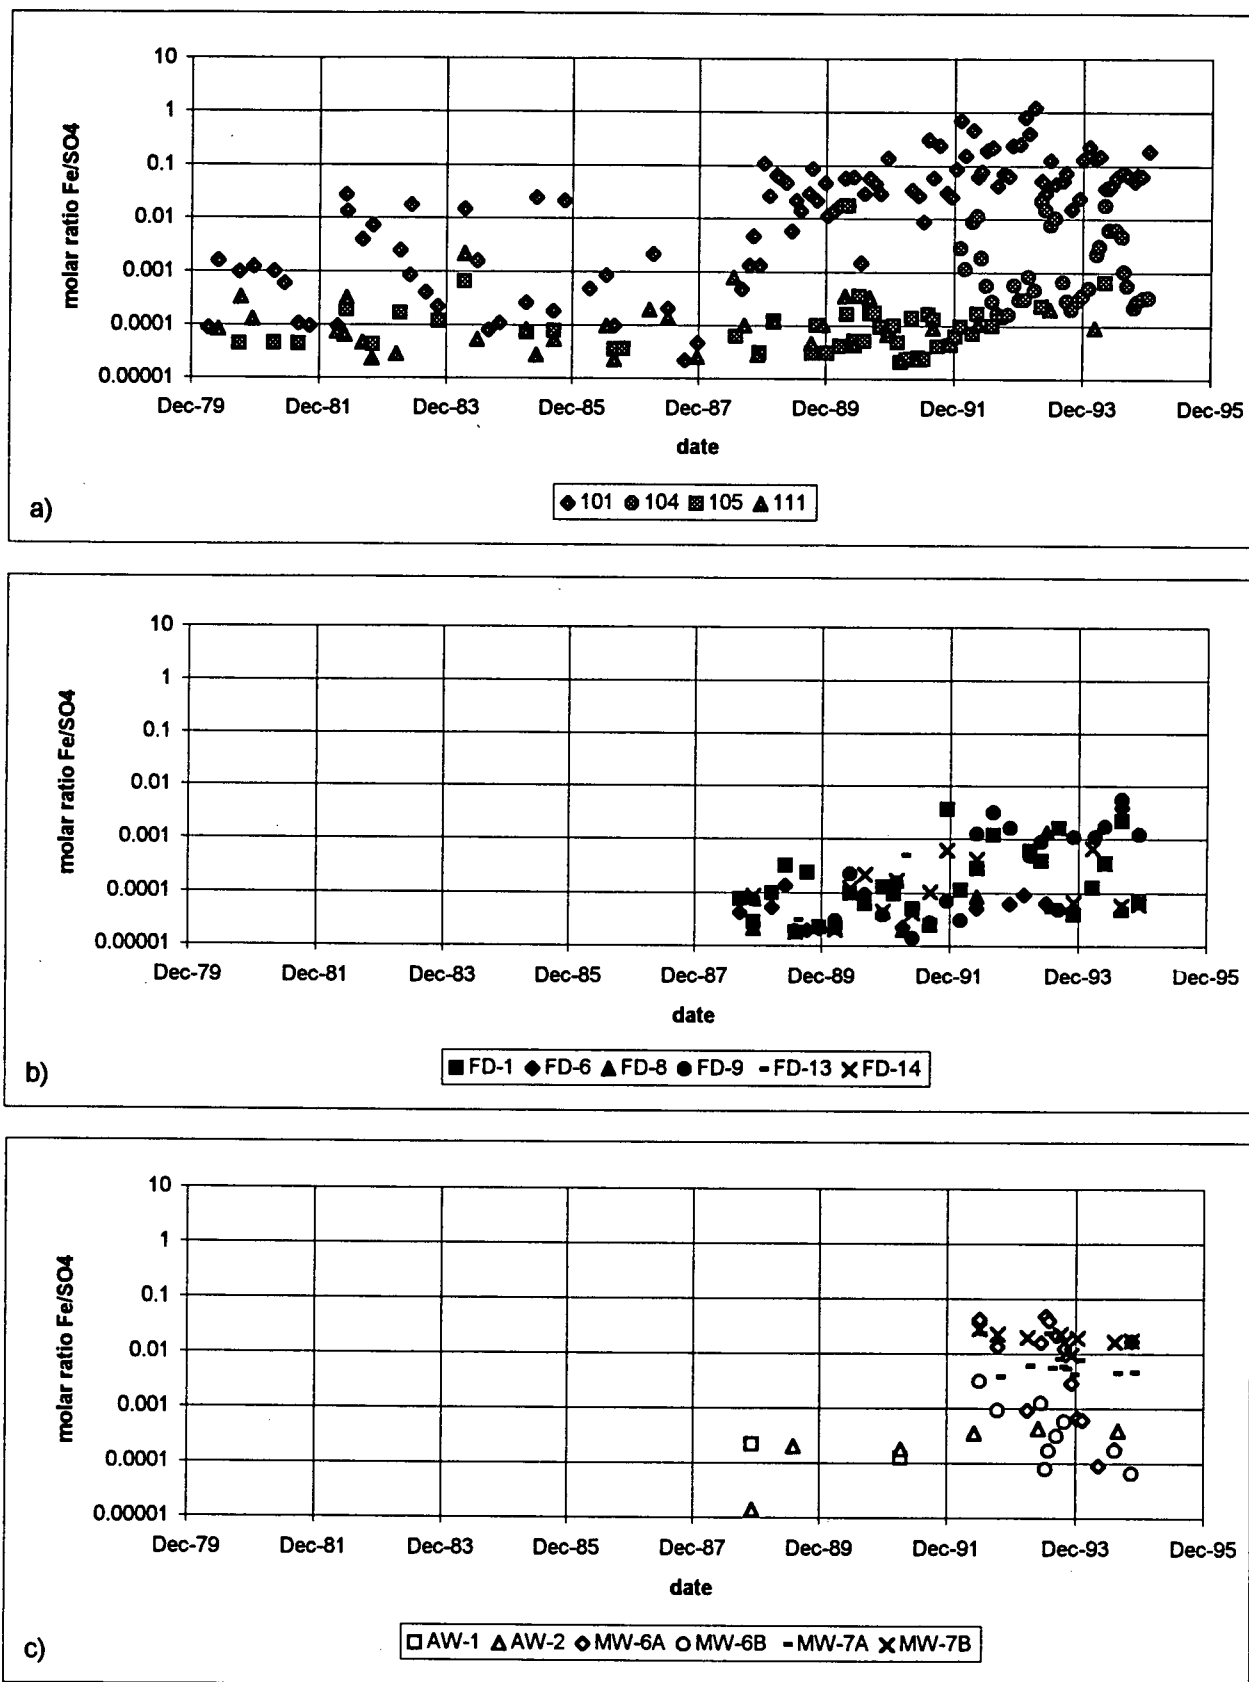 10
1
0.1
0.01
0.001
0.0001
0.00001
molar ratio Fe/SO4
Dec-79 Dec-81 Dec-83 Dec-85 Dec-87 Dec-89 Dec-91 Dec-93 Dec-95
date
101 104 105 111
a)
10
1
0.1
0.01
0.001
0.0001
0.00001
molar ratio Fe/SO4
Dec-79 Dec-81 Dec-83 Dec-85 Dec-87 Dec-89 Dec-91 Dec-93 Dec-95
date
FD-1 FD-6 FD-8 FD-9 FD-13 FD-14
b)
10
1
0.1
0.01
0.001
0.0001
0.00001
molar ratio Fe/SO4
Dec-79 Dec-81 Dec-83 Dec-85 Dec-87 Dec-89 Dec-91 Dec-93 Dec-95
date
AW-1 AW-2 MW-6A MW-6B MW-7A MW-7B
c)